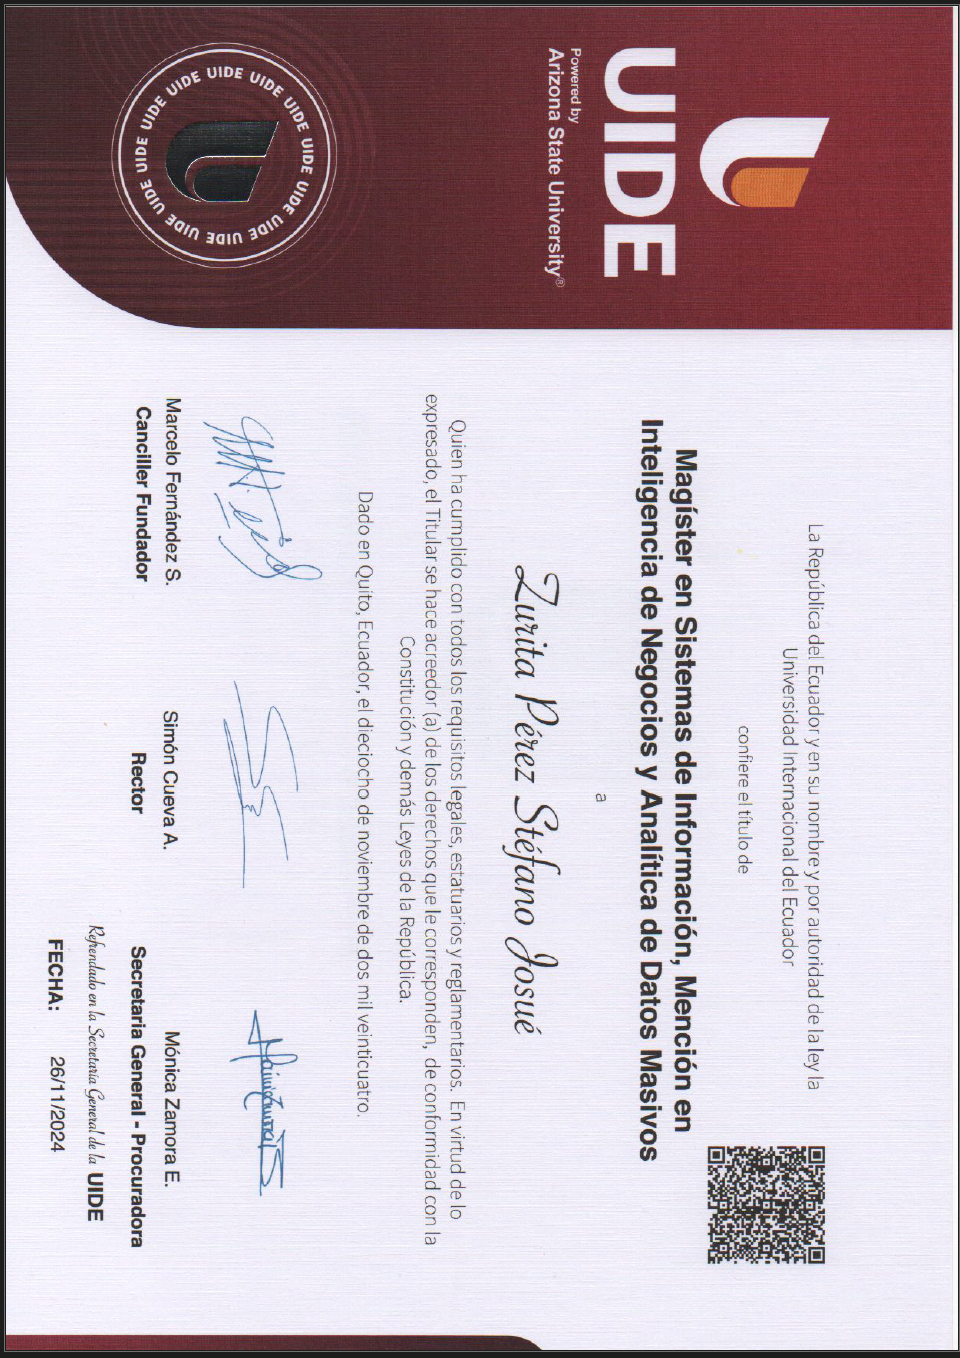 UIDE
Powered by
Arizona State University®
UIDE UIDE UIDE UIDE UIDE UIDE UIDE UIDE UIDE UIDE UIDE UIDE
La República del Ecuador y en su nombre y por autoridad de la ley la
Universidad Internacional del Ecuador
confiere el título de
Magíster en Sistemas de Información, Mención en
Inteligencia de Negocios y Analítica de Datos Masivos
a
Zurita Pérez Stéfano Josué
Quien ha cumplido con todos los requisitos legales, estatuarios y reglamentarios. En virtud de lo
expresado, el Titular se hace acreedor (a) de los derechos que le corresponden, de conformidad con la
Constitución y demás Leyes de la República.
Dado en Quito, Ecuador, el dieciocho de noviembre de dos mil veinticuatro.
Marcelo Fernández S.
Canciller Fundador
Simón Cueva A.
Rector
Mónica Zamora E.
Secretaria General - Procuradora
Refrendado en la Secretaría General de la UIDE
FECHA: 26/11/2024